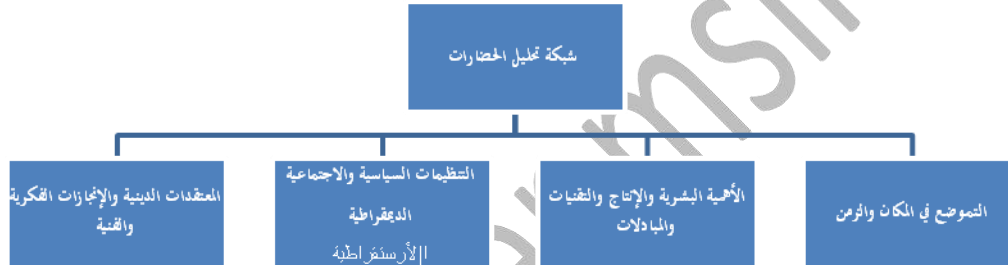 شبكة تحليل الحضارات
التموضع في المكان والزمن
الأهمية البشرية والإنتاج والتقنيات
والمبادلات
التنظيمات السياسية والاجتماعية
الديمقراطية
الأرستقراطية
المعتقدات الدينية والإنجازات الفكرية
والفنية